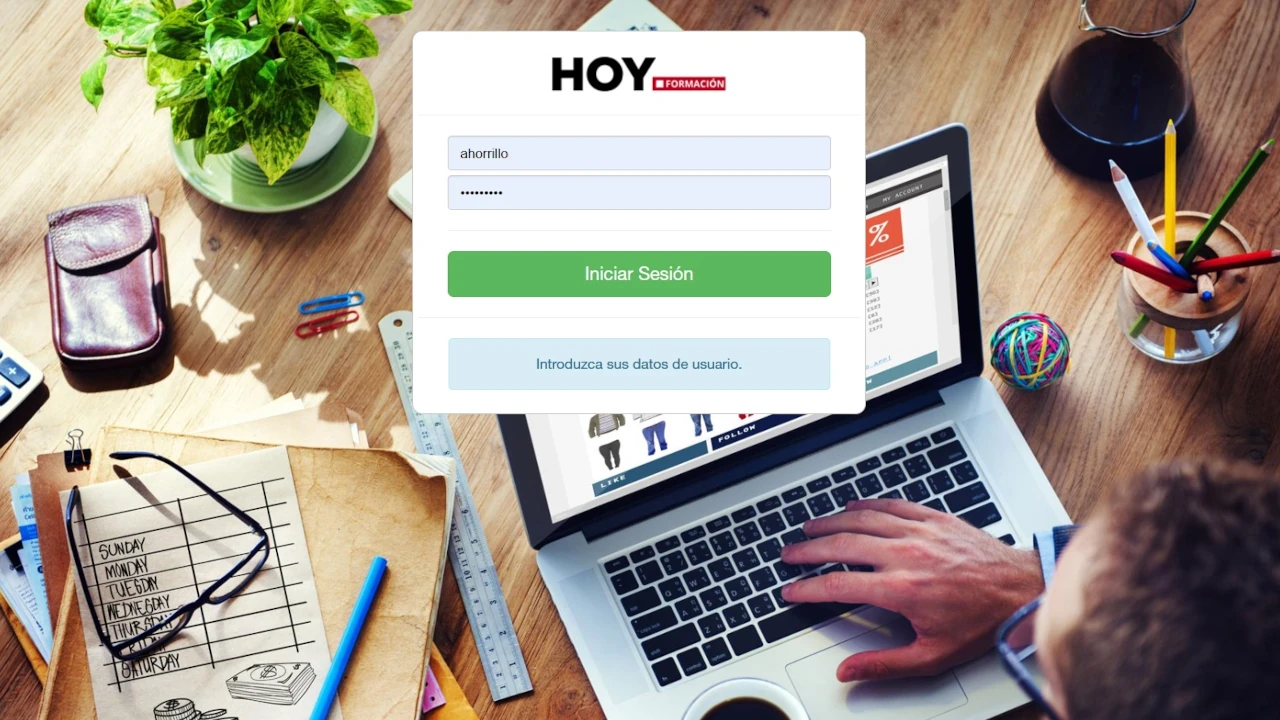 HOY
FORMACIÓN
ahorrillo
•••••••••
Iniciar Sesión
Introduzca sus datos de usuario.
MY ACCOUNT
%
LIKE
FOLLOW
SUNDAY
MONDAY
TUESDAY
WEDNESDAY
THURSDAY
FRIDAY
SATURDAY